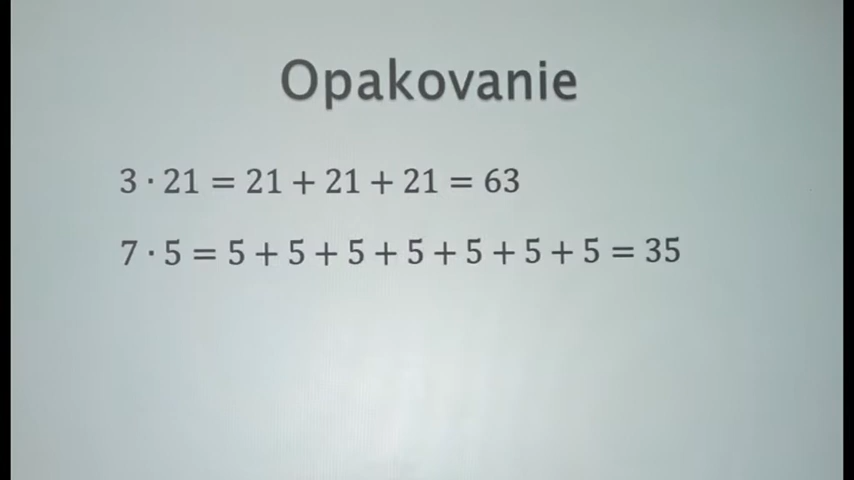 Opakovanie
3 · 21 = 21 + 21 + 21 = 63
7 · 5 = 5 + 5 + 5 + 5 + 5 + 5 + 5 = 35